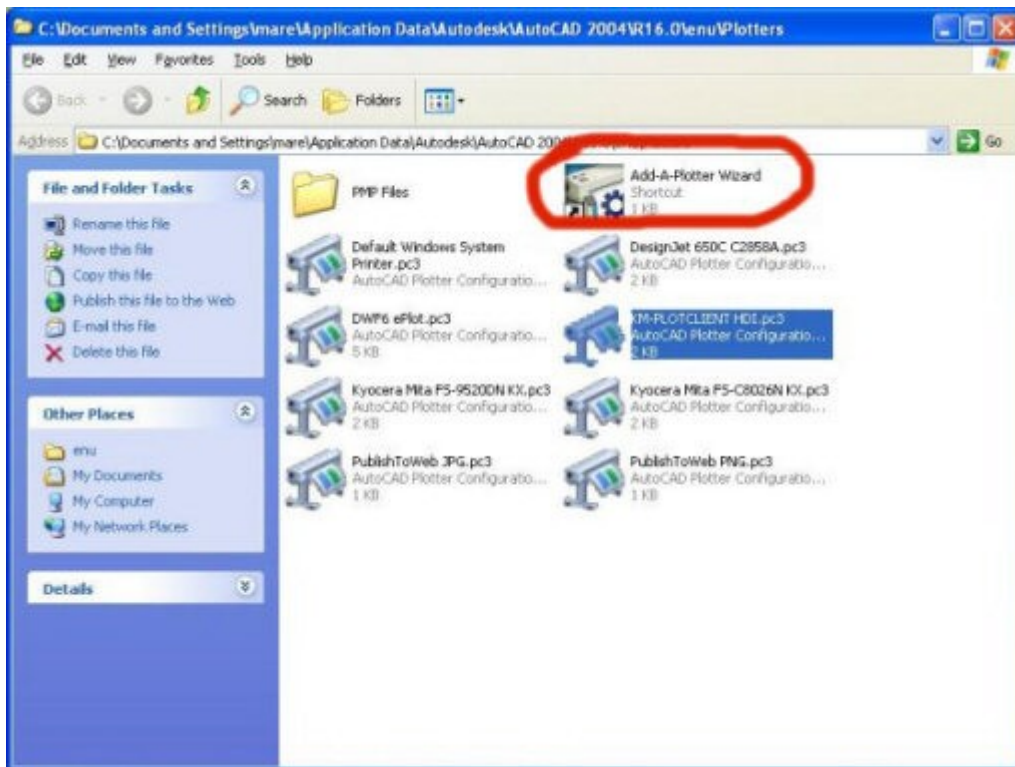 C:\Documents and Settings\mare\Application Data\Autodesk\AutoCAD 2004\R16.0\enu\Plotters
File Edit View Favorites Tools Help
Back Search Folders
Address C:\Documents and Settings\mare\Application Data\Autodesk\AutoCAD 200 Go
File and Folder Tasks
Rename this file
Move this file
Copy this file
Publish this file to the Web
E-mail this file
Delete this file
Other Places
enu
My Documents
My Computer
My Network Places
Details
PMP Files
Add-A-Plotter Wizard
Shortcut
1 KB
Default Windows System
Printer.pc3
AutoCAD Plotter Configuratio...
DesignJet 650C C2858A.pc3
AutoCAD Plotter Configuratio...
2 KB
DWF6 ePlot.pc3
AutoCAD Plotter Configuratio...
5 KB
KM-PLOTCLIENT HDI.pc3
AutoCAD Plotter Configuratio...
2 KB
Kyocera Mita FS-9520DN KX.pc3
AutoCAD Plotter Configuratio...
2 KB
Kyocera Mita FS-C8026N KX.pc3
AutoCAD Plotter Configuratio...
2 KB
PublishToWeb JPG.pc3
AutoCAD Plotter Configuratio...
1 KB
PublishToWeb PNG.pc3
AutoCAD Plotter Configuratio...
1 KB